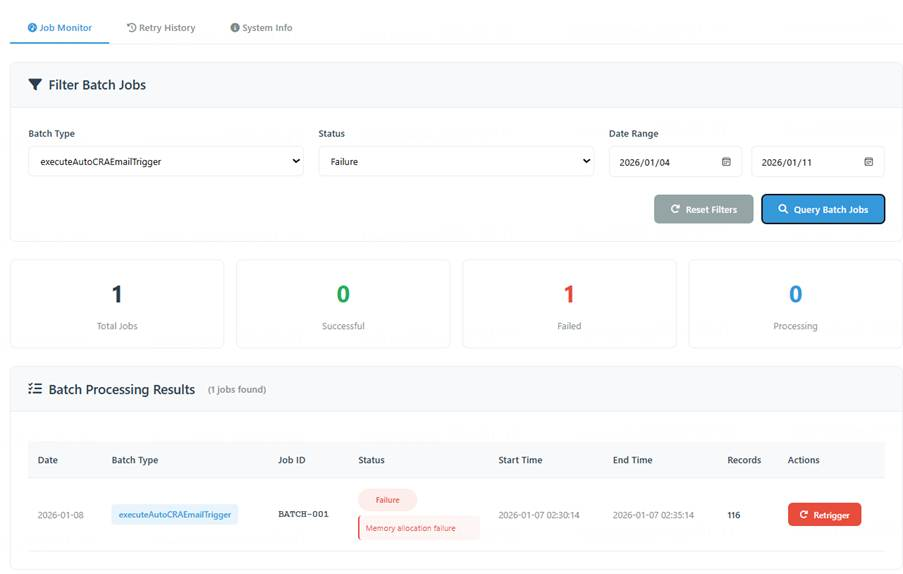 Job Monitor Retry History System Info
Filter Batch Jobs
Batch Type Status Date Range
executeAutoCRAEmailTrigger Failure 2026/01/04 2026/01/11
Reset Filters Query Batch Jobs
1 0 1 0
Total Jobs Successful Failed Processing
Batch Processing Results (1 jobs found)
Date Batch Type Job ID Status Start Time End Time Records Actions
Failure
2026-01-08 executeAutoCRAEmailTrigger BATCH-001 2026-01-07 02:30:14 2026-01-07 02:35:14 116 Retrigger
Memory allocation failure